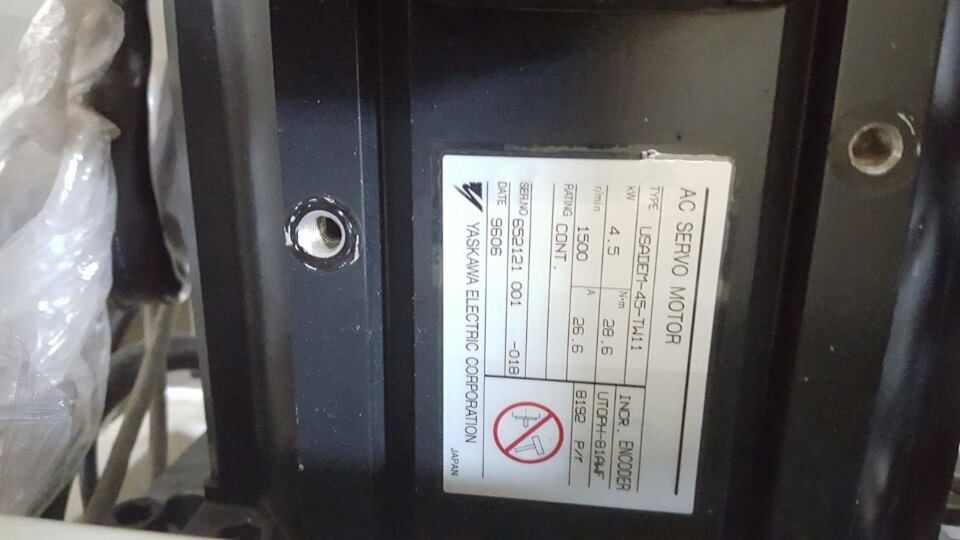 AC SERVO MOTOR
TYPE USADEM-45-TW11
kW 4.5 N·m 28.6
r/min 1500 A 26.6
RATING CONT.
SER.NO 652121 001 -018
DATE 9606
INCR. ENCODER
UTOPH-81AWF
8192 P/r
YASKAWA ELECTRIC CORPORATION JAPAN